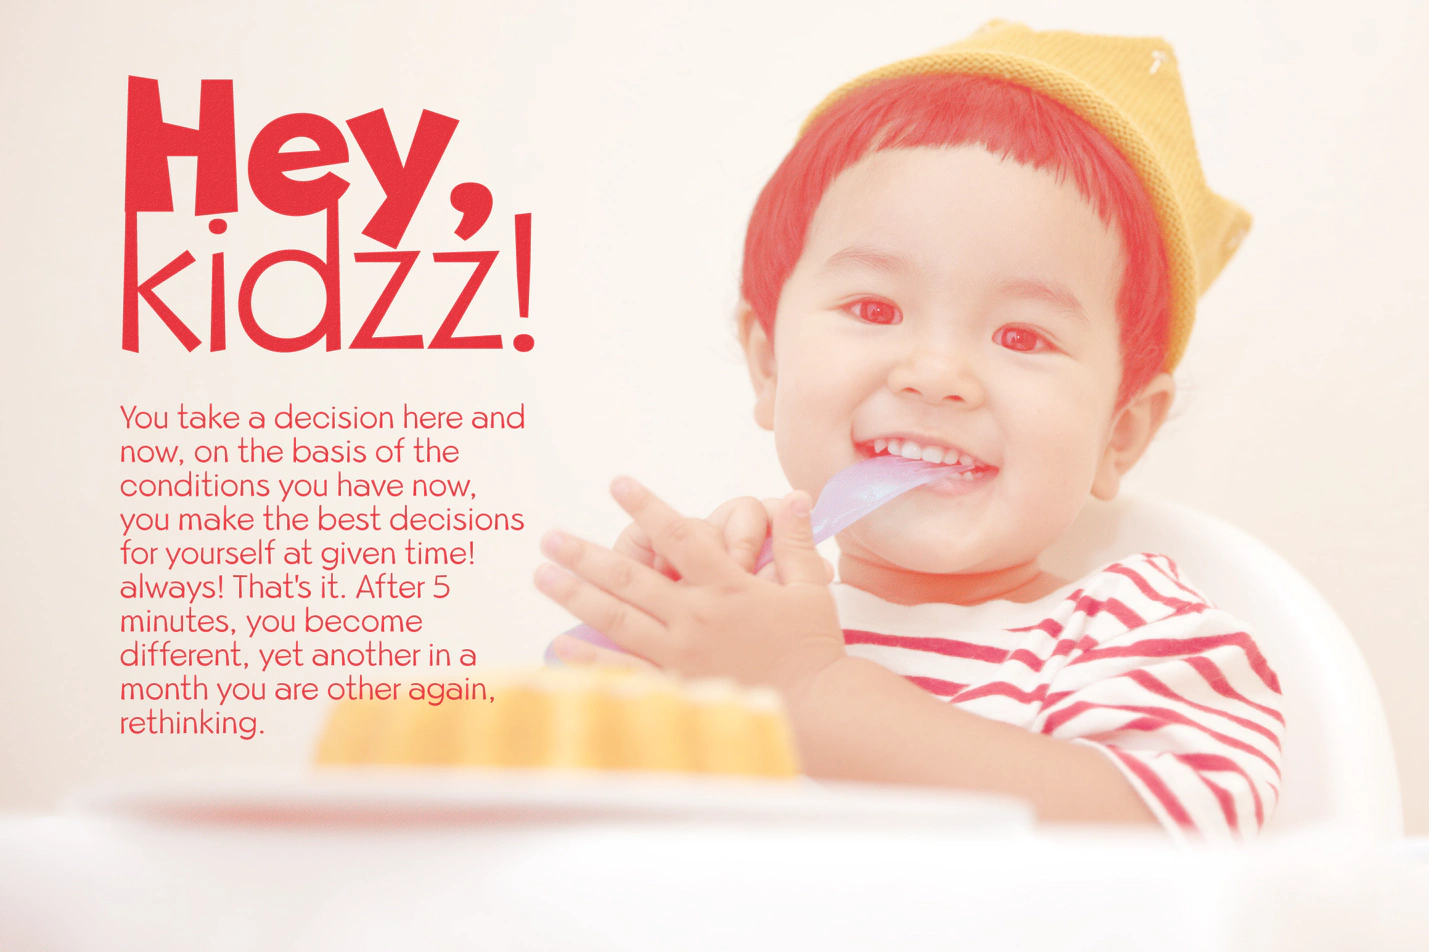 Hey,
kidzz!
You take a decision here and
now, on the basis of the
conditions you have now,
you make the best decisions
for yourself at given time!
always! That's it. After 5
minutes, you become
different, yet another in a
month you are other again,
rethinking.